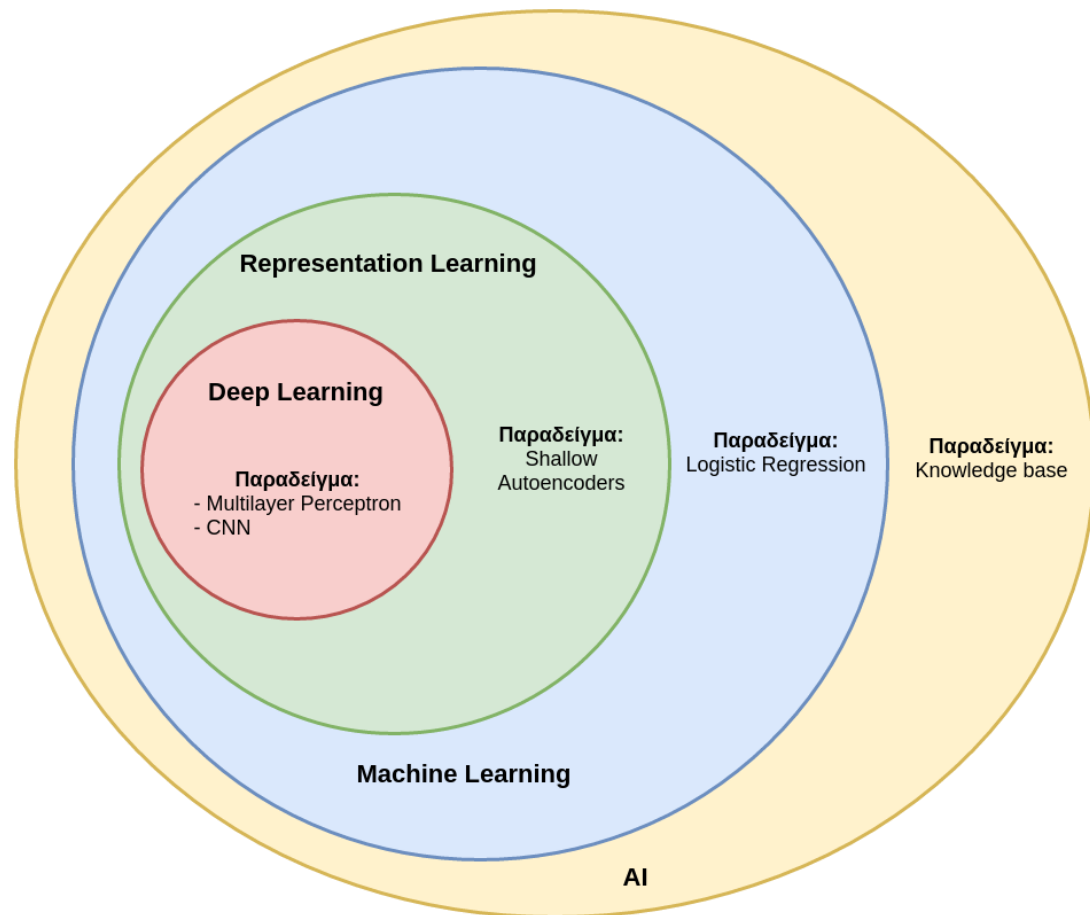 Representation Learning
Deep Learning
Παραδείγμα:
- Multilayer Perceptron
- CNN
Παραδείγμα:
Shallow
Autoencoders
Παραδείγμα:
Logistic Regression
Παραδείγμα:
Knowledge base
Machine Learning
AI